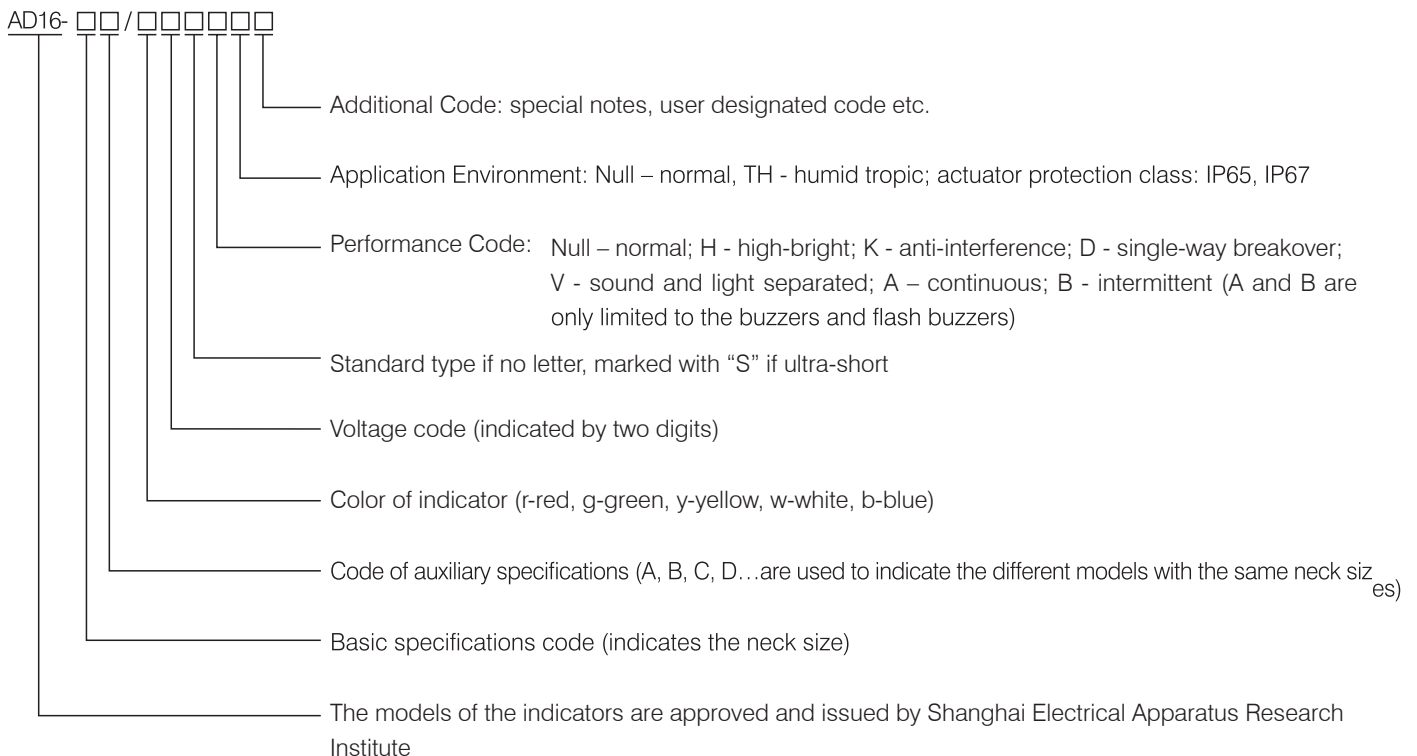 AD16- □□/□□□□□□
Additional Code: special notes, user designated code etc.
Application Environment: Null – normal, TH - humid tropic; actuator protection class: IP65, IP67
Performance Code: Null – normal; H - high-bright; K - anti-interference; D - single-way breakover;
V - sound and light separated; A – continuous; B - intermittent (A and B are
only limited to the buzzers and flash buzzers)
Standard type if no letter, marked with “S” if ultra-short
Voltage code (indicated by two digits)
Color of indicator (r-red, g-green, y-yellow, w-white, b-blue)
Code of auxiliary specifications (A, B, C, D…are used to indicate the different models with the same neck siz
es)
Basic specifications code (indicates the neck size)
The models of the indicators are approved and issued by Shanghai Electrical Apparatus Research
Institute